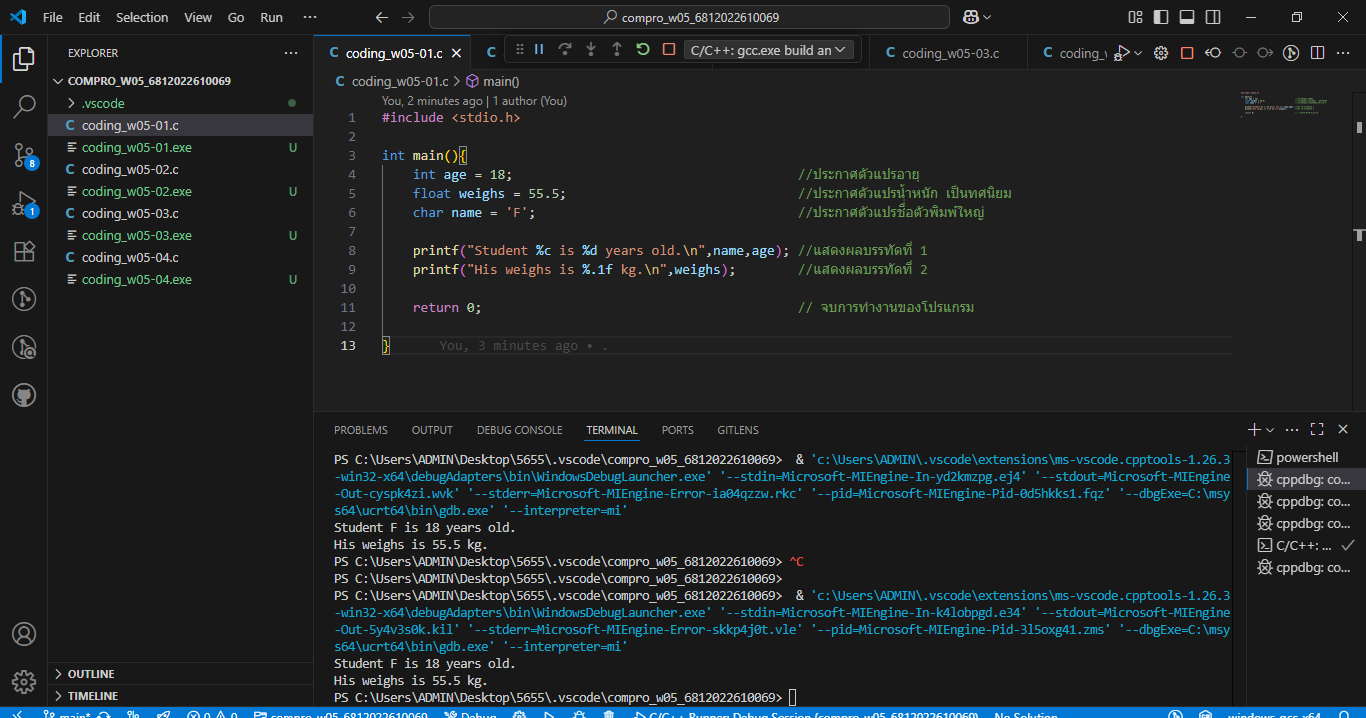 File Edit Selection View Go Run ···
compro_w05_6812022610069
EXPLORER
COMPRO_W05_6812022610069
.vscode
C coding_w05-01.c
coding_w05-01.exe U
C coding_w05-02.c
coding_w05-02.exe U
C coding_w05-03.c
coding_w05-03.exe U
C coding_w05-04.c
coding_w05-04.exe U
8
1
OUTLINE
TIMELINE
C coding_w05-01.c
C
C/C++: gcc.exe build an
C coding_w05-03.c
C coding_
C coding_w05-01.c > main()
You, 2 minutes ago | 1 author (You)
1 #include <stdio.h>
2
3 int main(){
4 int age = 18; //ประกาศตัวแปรอายุ
5 float weighs = 55.5; //ประกาศตัวแปรน้ำหนัก เป็นทศนิยม
6 char name = 'F'; //ประกาศตัวแปรชื่อตัวพิมพ์ใหญ่
7
8 printf("Student %c is %d years old.\n",name,age); //แสดงผลบรรทัดที่ 1
9 printf("His weighs is %.1f kg.\n",weighs); //แสดงผลบรรทัดที่ 2
10
11 return 0; // จบการทำงานของโปรแกรม
12
13 } You, 3 minutes ago • .
PROBLEMS OUTPUT DEBUG CONSOLE TERMINAL PORTS GITLENS
PS C:\Users\ADMIN\Desktop\5655\.vscode\compro_w05_6812022610069> & 'c:\Users\ADMIN\.vscode\extensions\ms-vscode.cpptools-1.26.3
-win32-x64\debugAdapters\bin\WindowsDebugLauncher.exe' '--stdin=Microsoft-MIEngine-In-yd2kmzpg.ej4' '--stdout=Microsoft-MIEngine
-Out-cyspk4zi.wvk' '--stderr=Microsoft-MIEngine-Error-ia04qzzw.rkc' '--pid=Microsoft-MIEngine-Pid-0d5hkks1.fqz' '--dbgExe=C:\msy
s64\ucrt64\bin\gdb.exe' '--interpreter=mi'
Student F is 18 years old.
His weighs is 55.5 kg.
PS C:\Users\ADMIN\Desktop\5655\.vscode\compro_w05_6812022610069> ^C
PS C:\Users\ADMIN\Desktop\5655\.vscode\compro_w05_6812022610069>
PS C:\Users\ADMIN\Desktop\5655\.vscode\compro_w05_6812022610069> & 'c:\Users\ADMIN\.vscode\extensions\ms-vscode.cpptools-1.26.3
-win32-x64\debugAdapters\bin\WindowsDebugLauncher.exe' '--stdin=Microsoft-MIEngine-In-k4lobpgd.e34' '--stdout=Microsoft-MIEngine
-Out-5y4v3s0k.kil' '--stderr=Microsoft-MIEngine-Error-skkp4j0t.vle' '--pid=Microsoft-MIEngine-Pid-3l5oxg41.zms' '--dbgExe=C:\msy
s64\ucrt64\bin\gdb.exe' '--interpreter=mi'
Student F is 18 years old.
His weighs is 55.5 kg.
PS C:\Users\ADMIN\Desktop\5655\.vscode\compro_w05_6812022610069>
powershell
cppdbg: co...
cppdbg: co...
cppdbg: co...
C/C++: ...
cppdbg: co...
main* 0 0 compro_w05_6812022610069 Debug C/C++ Runner: Debug Session (compro_w05_6812022610069) No Solution windows-gcc-x64